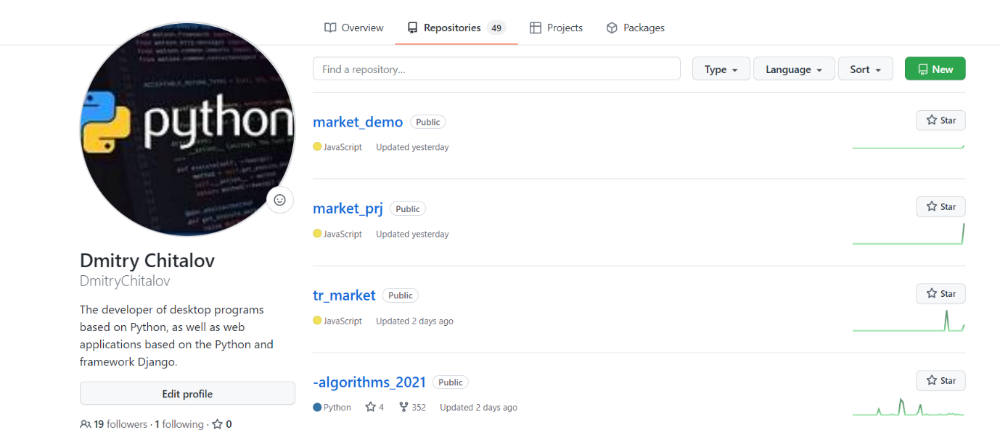 Overview Repositories 49 Projects Packages
Find a repository...
Type Language Sort New
python
market_demo Public Star
JavaScript Updated yesterday
market_prj Public Star
JavaScript Updated yesterday
Dmitry Chitalov
DmitryChitalov
The developer of desktop programs
based on Python, as well as web
applications based on the Python and
framework Django.
Edit profile
19 followers · 1 following · 0
tr_market Public Star
JavaScript Updated 2 days ago
-algorithms_2021 Public Star
Python 4 352 Updated 2 days ago